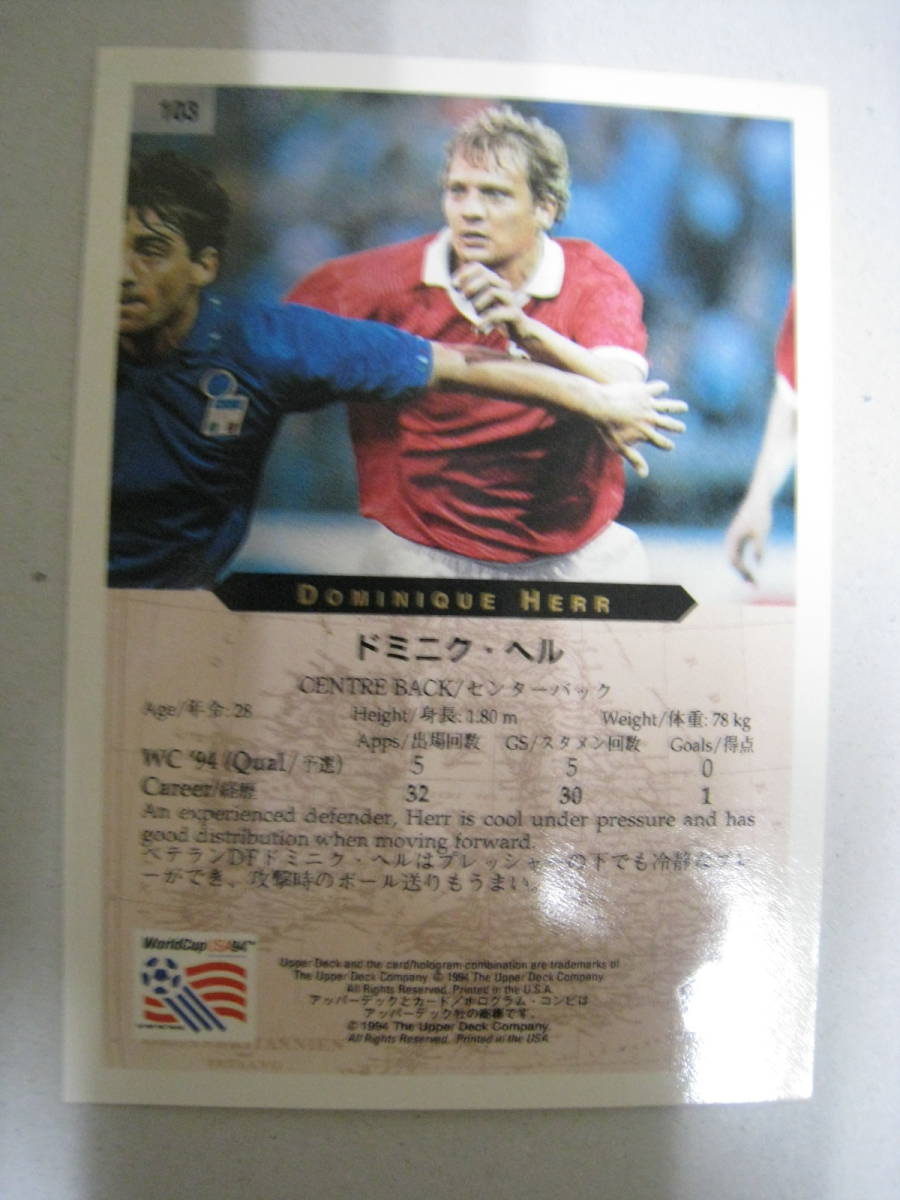 103
DOMINIQUE HERR
ドミニク・ヘル
CENTRE BACK/センターバック
Age/年令: 28 Height/身長: 1.80 m Weight/体重: 78 kg
Apps/出場回数 GS/スタメン回数 Goals/得点
WC '94 (Qual/予選) 5 5 0
Career/経歴 32 30 1
An experienced defender, Herr is cool under pressure and has
good distribution when moving forward.
ベテランDFドミニク・ヘルはプレッシャーの下でも冷静なプレ
ーができ、攻撃時のボール送りもうまい。
WorldCupUSA94™
Upper Deck and the card/hologram combination are trademarks of
The Upper Deck Company. © 1994 The Upper Deck Company.
All Rights Reserved. Printed in the U.S.A.
アッパーデックとカード/ホログラム・コンビは
アッパーデック社の商標です。
© 1994 The Upper Deck Company.
All Rights Reserved. Printed in the USA.